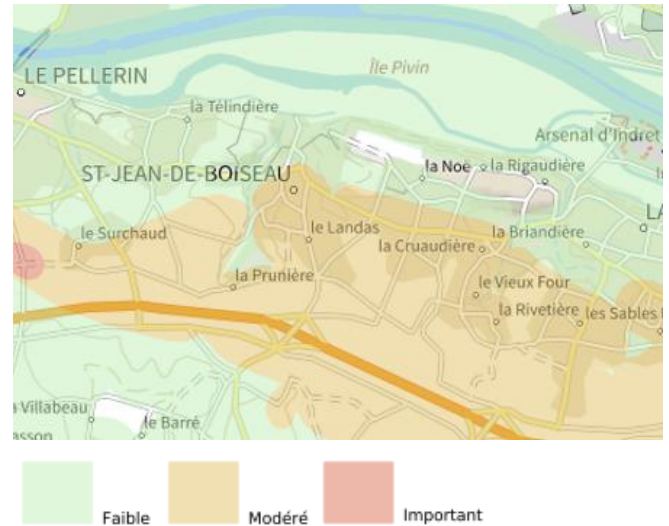 LE PELLERIN
Île Pivin
la Télindière
Arsenal d'Indret
ST-JEAN-DE-BOISEAU
la Noë
la Rigaudière
le Surchaud
le Landas
la Cruaudière
la Briandière
la Prunière
le Vieux Four
la Rivetière
les Sables
Villabeau
le Barré
Faible
Modéré
Important